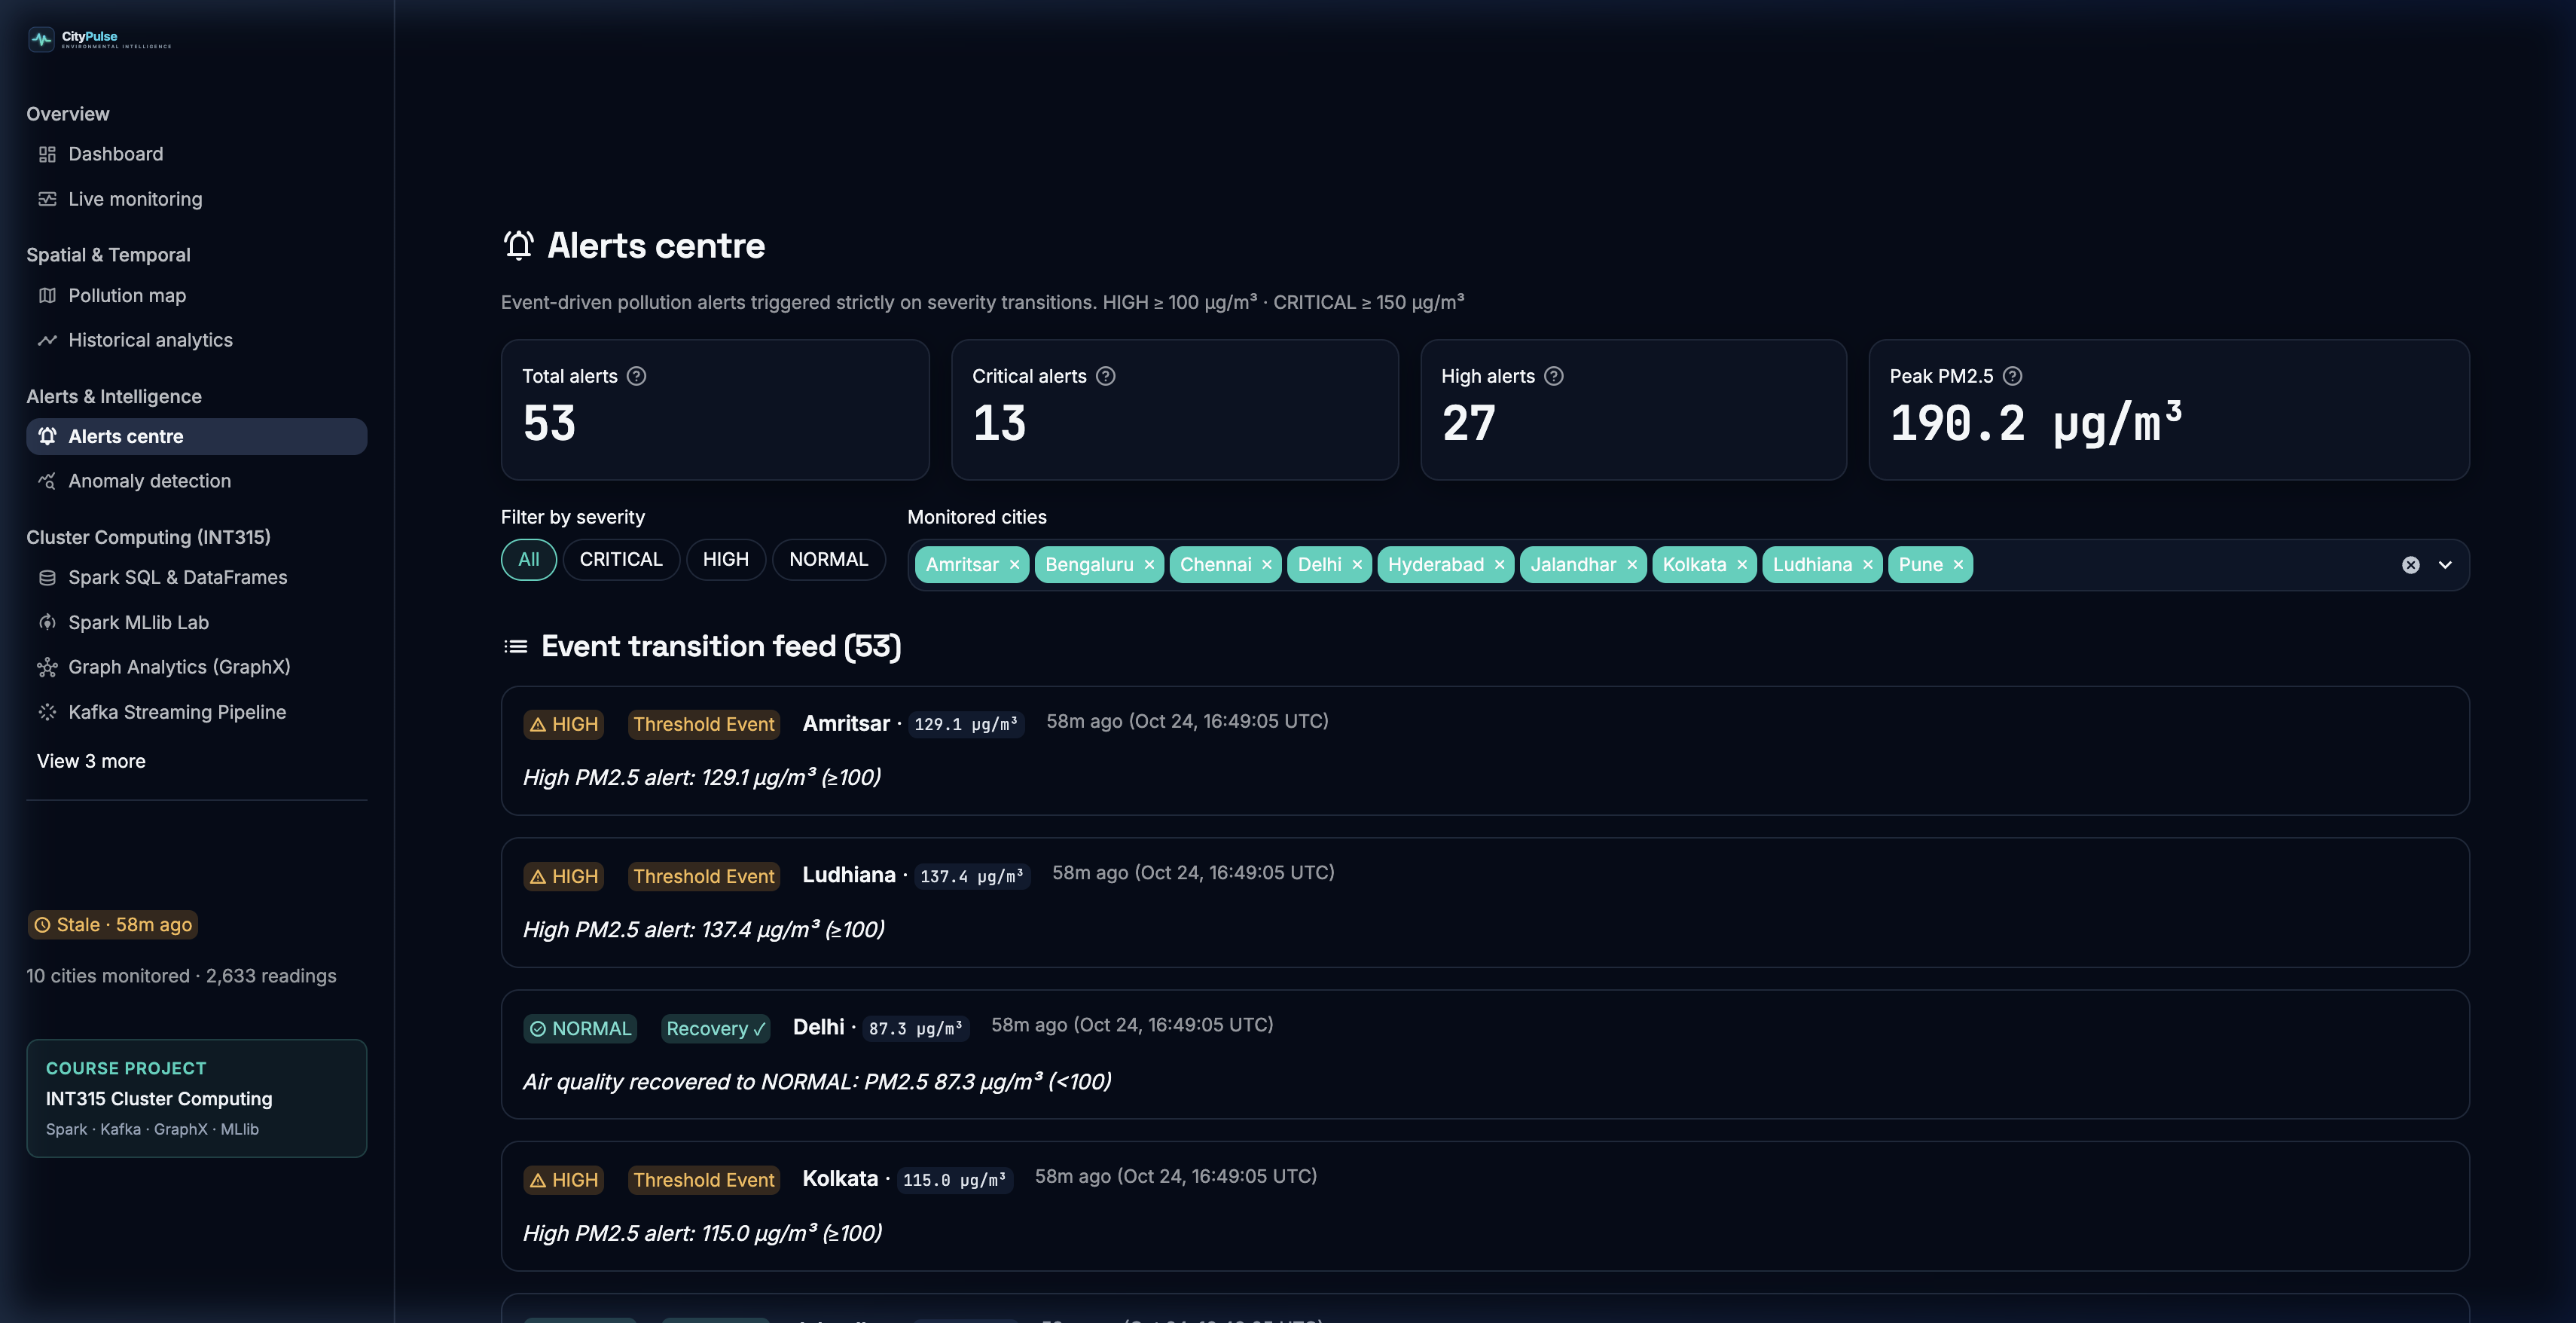 CityPulse
ENVIRONMENTAL INTELLIGENCE
Overview
Dashboard
Live monitoring
Spatial & Temporal
Pollution map
Historical analytics
Alerts & Intelligence
Alerts centre
Anomaly detection
Cluster Computing (INT315)
Spark SQL & DataFrames
Spark MLlib Lab
Graph Analytics (GraphX)
Kafka Streaming Pipeline
View 3 more
Stale · 58m ago
10 cities monitored · 2,633 readings
COURSE PROJECT
INT315 Cluster Computing
Spark · Kafka · GraphX · MLlib
Alerts centre
Event-driven pollution alerts triggered strictly on severity transitions. HIGH ≥ 100 µg/m³ · CRITICAL ≥ 150 µg/m³
Total alerts
53
Critical alerts
13
High alerts
27
Peak PM2.5
190.2 µg/m³
Filter by severity
All CRITICAL HIGH NORMAL
Monitored cities
Amritsar × Bengaluru × Chennai × Delhi × Hyderabad × Jalandhar × Kolkata × Ludhiana × Pune ×
Event transition feed (53)
HIGH Threshold Event Amritsar · 129.1 µg/m³ 58m ago (Oct 24, 16:49:05 UTC)
High PM2.5 alert: 129.1 µg/m³ (≥100)
HIGH Threshold Event Ludhiana · 137.4 µg/m³ 58m ago (Oct 24, 16:49:05 UTC)
High PM2.5 alert: 137.4 µg/m³ (≥100)
NORMAL Recovery ✓ Delhi · 87.3 µg/m³ 58m ago (Oct 24, 16:49:05 UTC)
Air quality recovered to NORMAL: PM2.5 87.3 µg/m³ (<100)
HIGH Threshold Event Kolkata · 115.0 µg/m³ 58m ago (Oct 24, 16:49:05 UTC)
High PM2.5 alert: 115.0 µg/m³ (≥100)